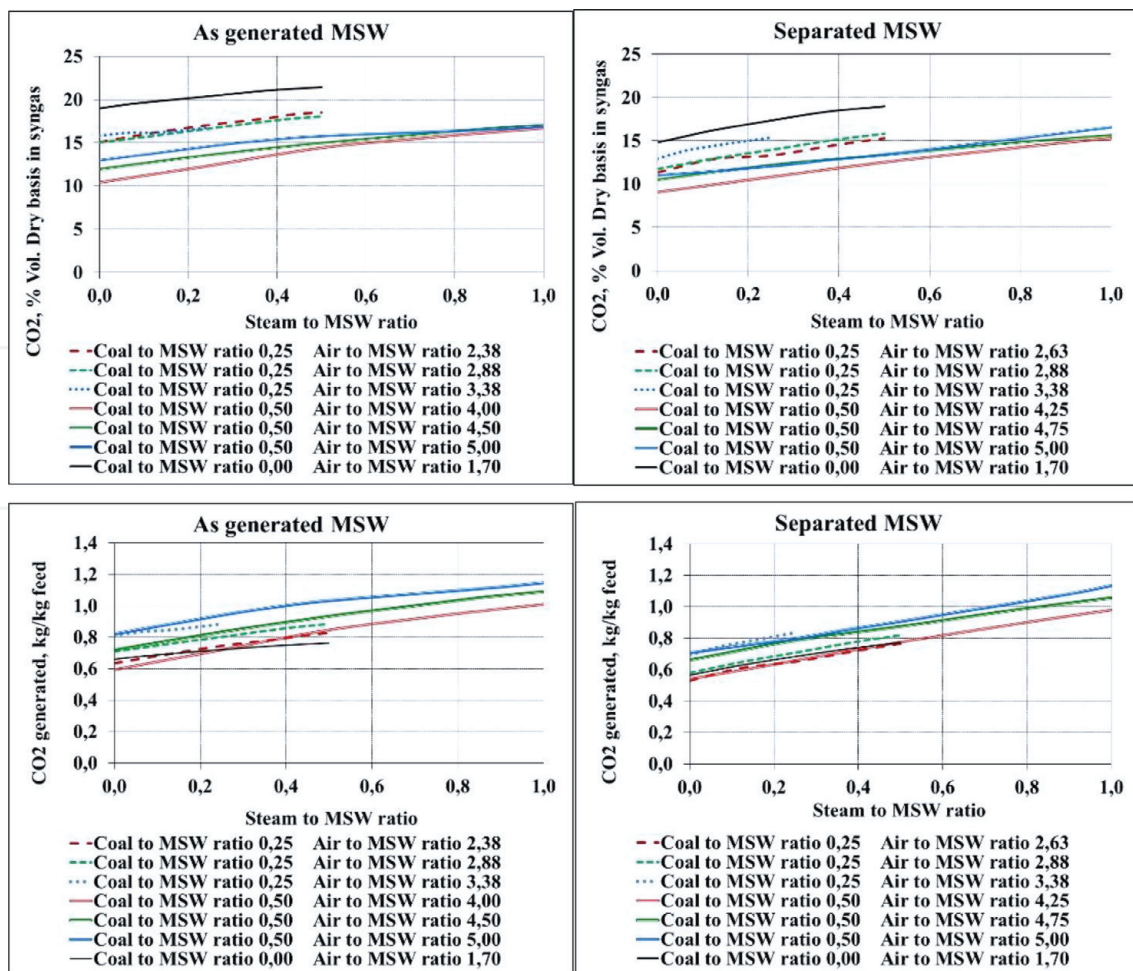 As generated MSW
CO2, % Vol. Dry basis in syngas
25
20
15
10
5
0
0,0 0,2 0,4 0,6 0,8 1,0
Steam to MSW ratio
Coal to MSW ratio 0,25 Air to MSW ratio 2,38
Coal to MSW ratio 0,25 Air to MSW ratio 2,88
Coal to MSW ratio 0,25 Air to MSW ratio 3,38
Coal to MSW ratio 0,50 Air to MSW ratio 4,00
Coal to MSW ratio 0,50 Air to MSW ratio 4,50
Coal to MSW ratio 0,50 Air to MSW ratio 5,00
Coal to MSW ratio 0,00 Air to MSW ratio 1,70
Separated MSW
CO2, % Vol. Dry basis in syngas
25
20
15
10
5
0
0,0 0,2 0,4 0,6 0,8 1,0
Steam to MSW ratio
Coal to MSW ratio 0,25 Air to MSW ratio 2,63
Coal to MSW ratio 0,25 Air to MSW ratio 2,88
Coal to MSW ratio 0,25 Air to MSW ratio 3,38
Coal to MSW ratio 0,50 Air to MSW ratio 4,25
Coal to MSW ratio 0,50 Air to MSW ratio 4,75
Coal to MSW ratio 0,50 Air to MSW ratio 5,00
Coal to MSW ratio 0,00 Air to MSW ratio 1,70
As generated MSW
CO2 generated, kg/kg feed
1,4
1,2
1,0
0,8
0,6
0,4
0,2
0,0
0,0 0,2 0,4 0,6 0,8 1,0
Steam to MSW ratio
Coal to MSW ratio 0,25 Air to MSW ratio 2,38
Coal to MSW ratio 0,25 Air to MSW ratio 2,88
Coal to MSW ratio 0,25 Air to MSW ratio 3,38
Coal to MSW ratio 0,50 Air to MSW ratio 4,00
Coal to MSW ratio 0,50 Air to MSW ratio 4,50
Coal to MSW ratio 0,50 Air to MSW ratio 5,00
Coal to MSW ratio 0,00 Air to MSW ratio 1,70
Separated MSW
CO2 generated, kg/kg feed
1,4
1,2
1,0
0,8
0,6
0,4
0,2
0,0
0,0 0,2 0,4 0,6 0,8 1,0
Steam to MSW ratio
Coal to MSW ratio 0,25 Air to MSW ratio 2,63
Coal to MSW ratio 0,25 Air to MSW ratio 2,88
Coal to MSW ratio 0,25 Air to MSW ratio 3,38
Coal to MSW ratio 0,50 Air to MSW ratio 4,25
Coal to MSW ratio 0,50 Air to MSW ratio 4,75
Coal to MSW ratio 0,50 Air to MSW ratio 5,00
Coal to MSW ratio 0,00 Air to MSW ratio 1,70